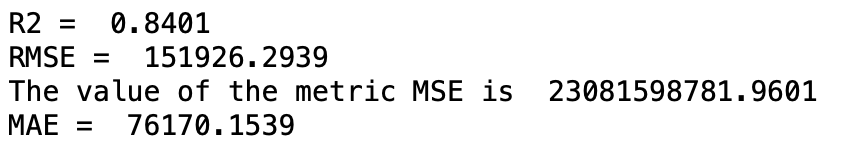 R2 =  0.8401
RMSE =  151926.2939
The value of the metric MSE is  23081598781.9601
MAE =  76170.1539